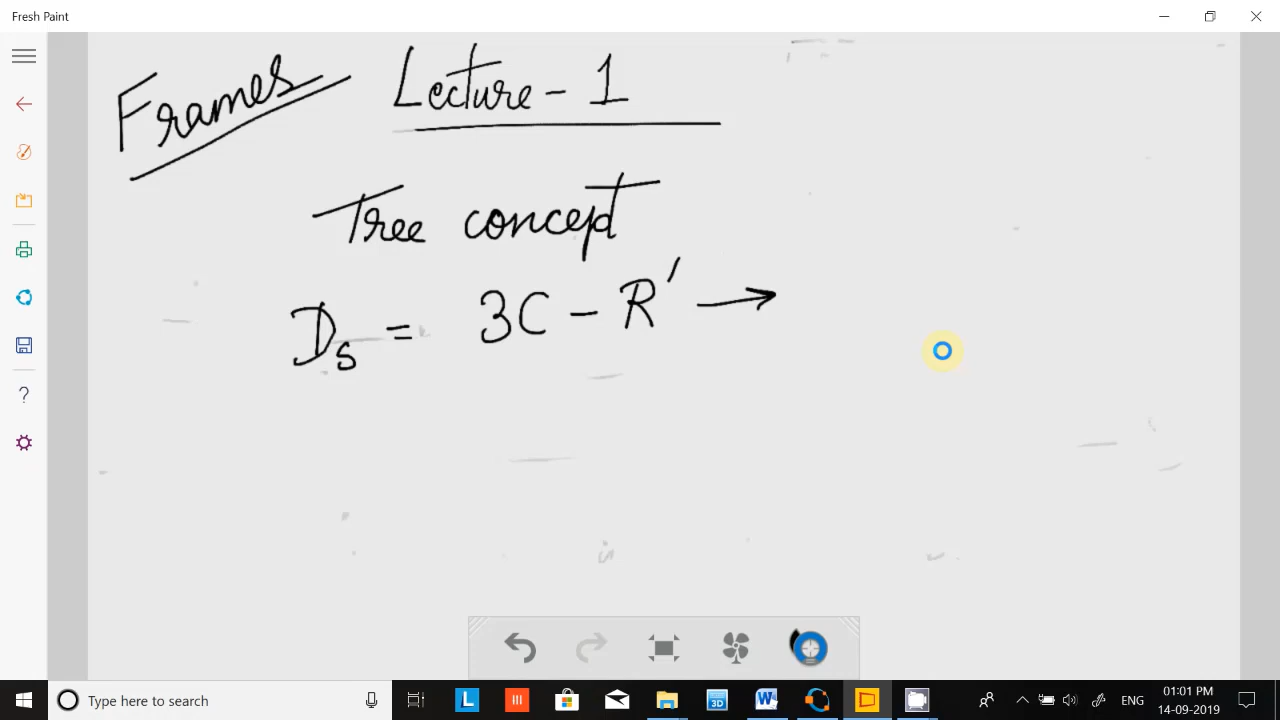 Fresh Paint
Frames Lecture - 1
Tree concept
Ds = 3C - R' →
?
Type here to search
L
W
3D
ENG
01:01 PM
14-09-2019